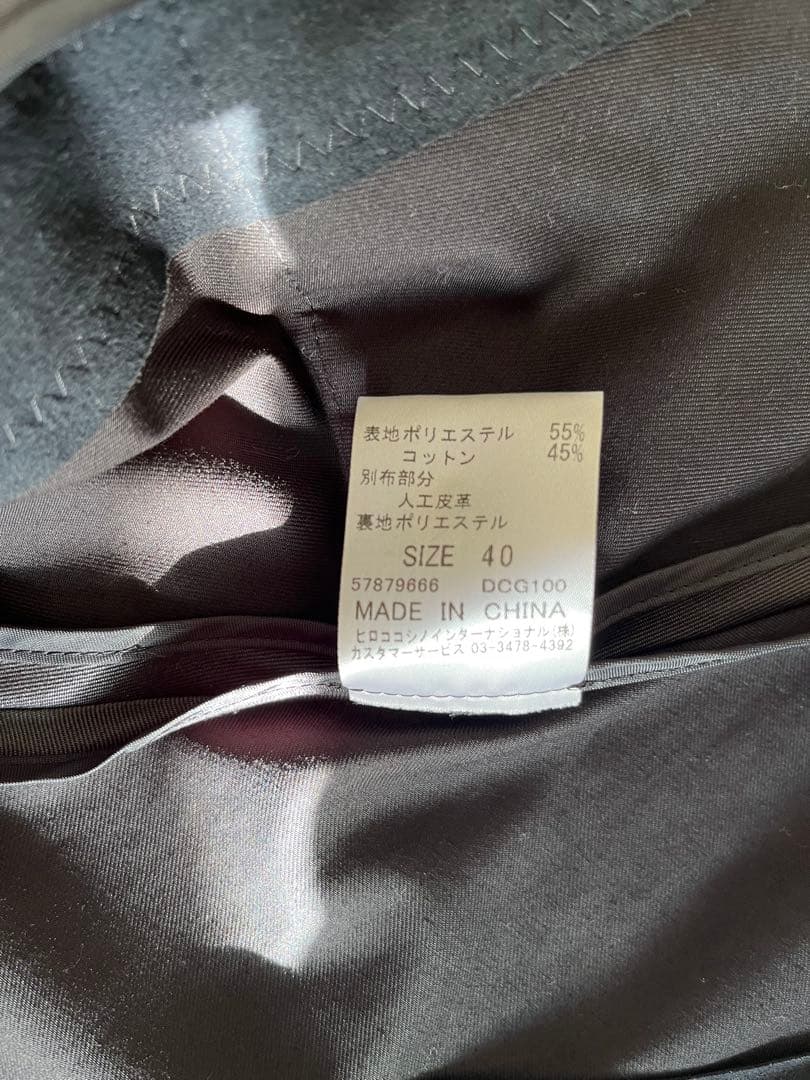 表地ポリエステル 55%
コットン 45%
別布部分
人工皮革
裏地ポリエステル
SIZE 40
57879666 DCG100
MADE IN CHINA
ヒロココシノインターナショナル(株)
カスタマーサービス 03-3478-4392